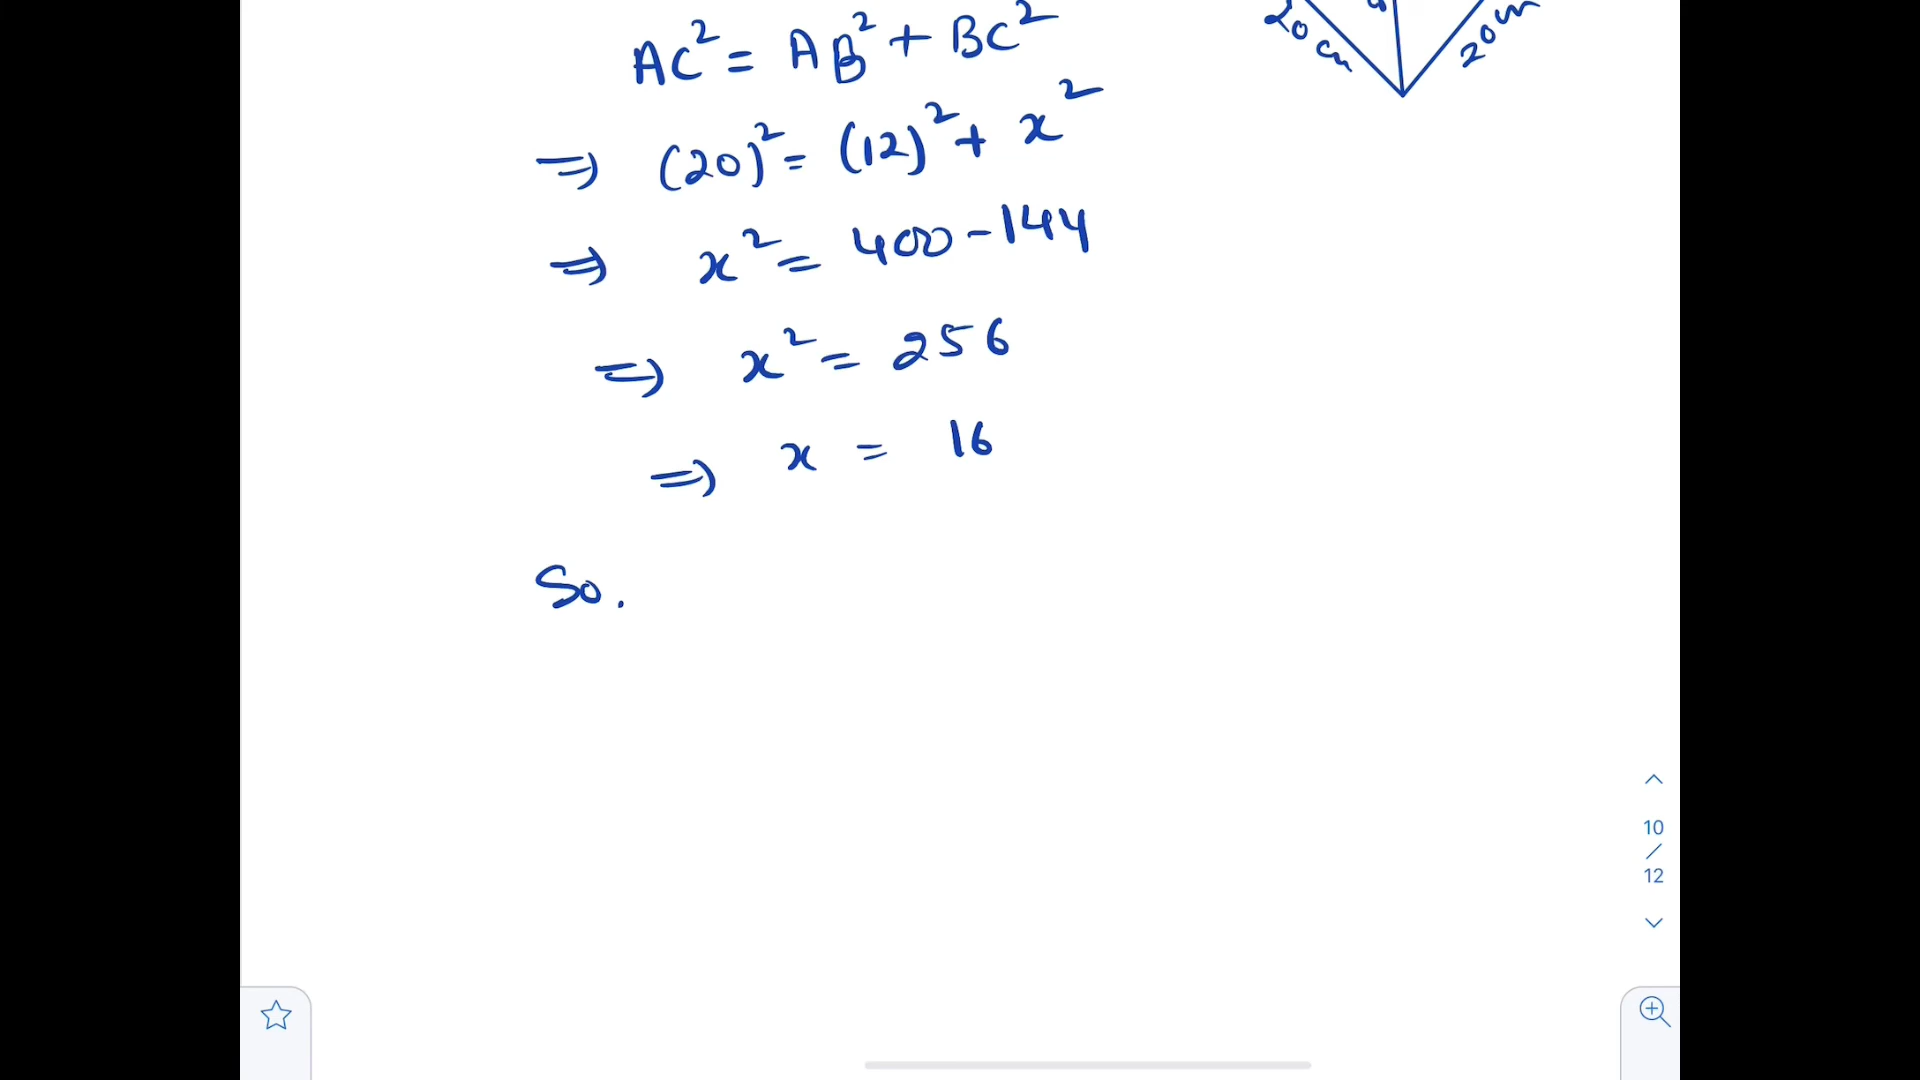 AC² = AB² + BC²
20 cm
20 cm
⇒ (20)² = (12)² + x²
⇒ x² = 400 - 144
⇒ x² = 256
⇒ x = 16
So.
10
/
12